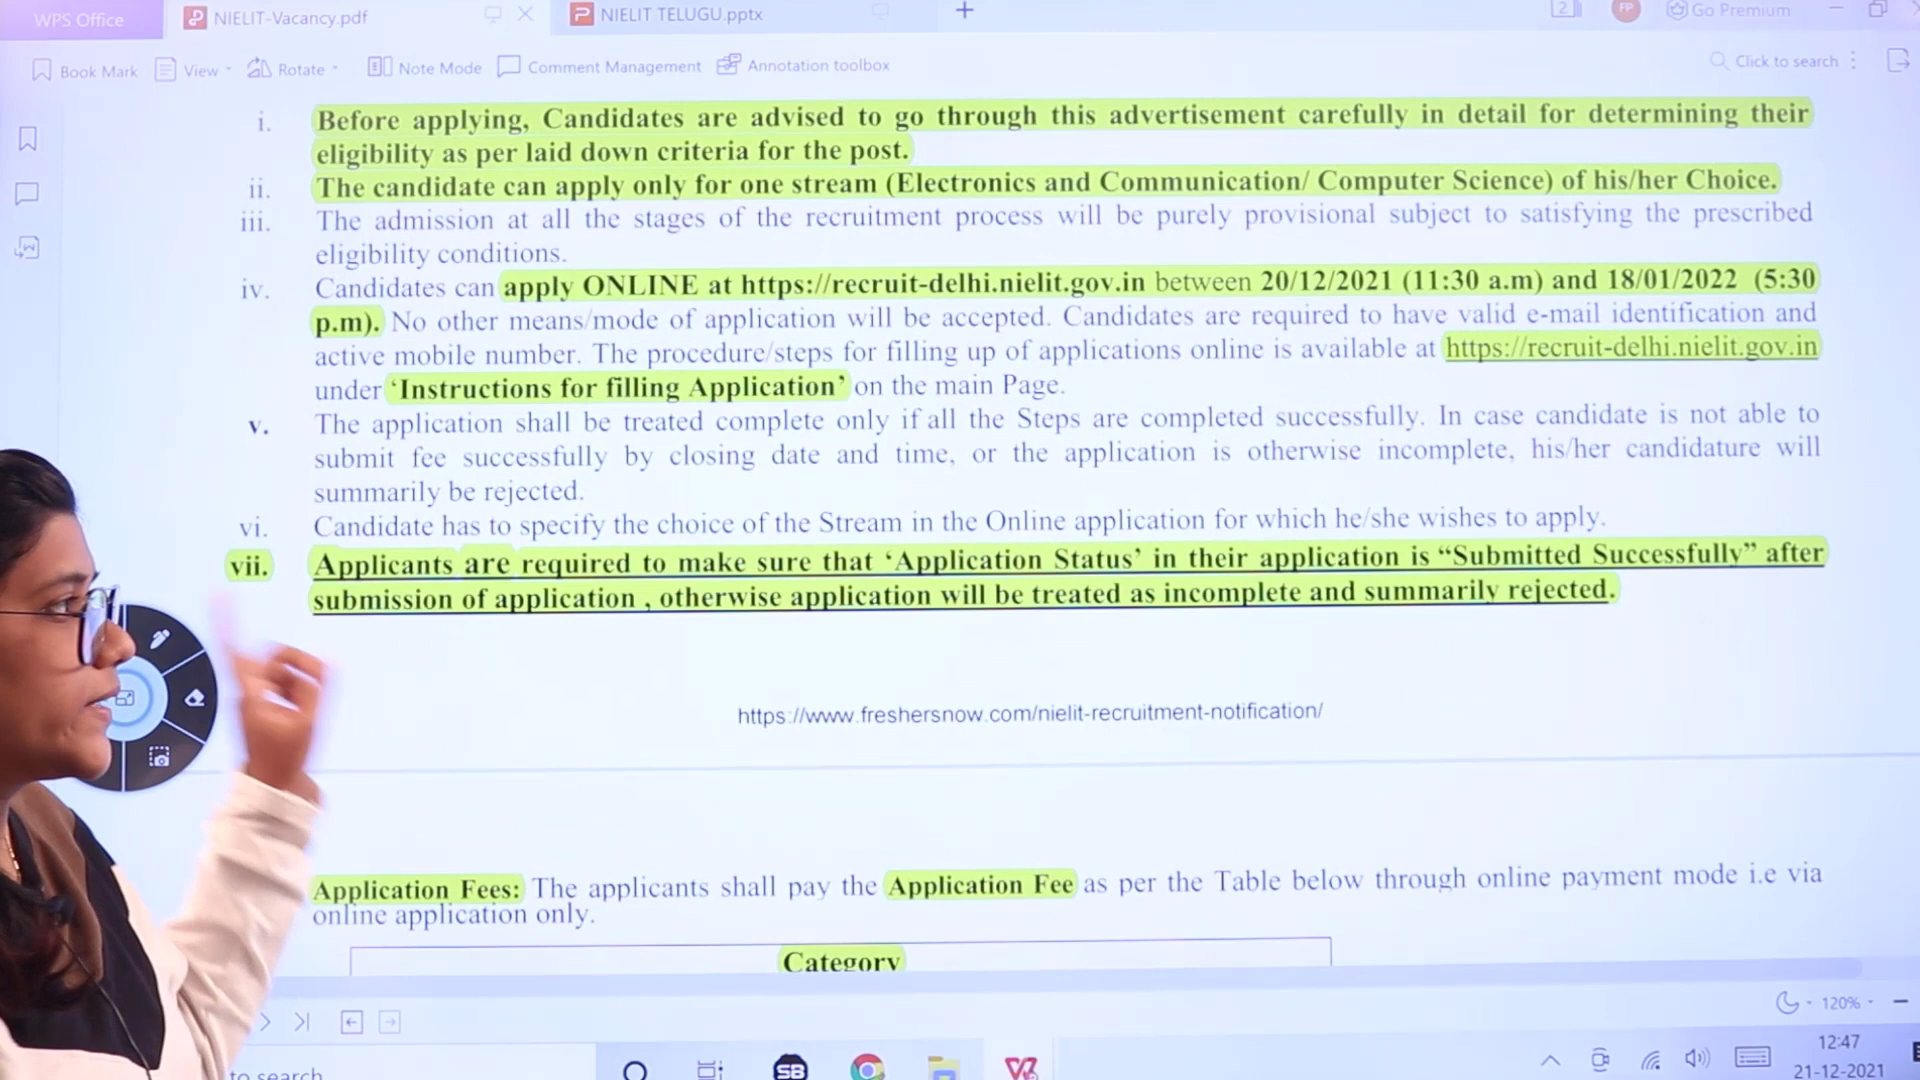 WPS Office
NIELIT-Vacancy.pdf
NIELIT TELUGU.pptx
2
FP
Go Premium
Book Mark
View
Rotate
Note Mode
Comment Management
Annotation toolbox
Click to search
i. Before applying, Candidates are advised to go through this advertisement carefully in detail for determining their
eligibility as per laid down criteria for the post.
ii. The candidate can apply only for one stream (Electronics and Communication/ Computer Science) of his/her Choice.
iii. The admission at all the stages of the recruitment process will be purely provisional subject to satisfying the prescribed
eligibility conditions.
iv. Candidates can apply ONLINE at https://recruit-delhi.nielit.gov.in between 20/12/2021 (11:30 a.m) and 18/01/2022 (5:30
p.m). No other means/mode of application will be accepted. Candidates are required to have valid e-mail identification and
active mobile number. The procedure/steps for filling up of applications online is available at https://recruit-delhi.nielit.gov.in
under ‘Instructions for filling Application’ on the main Page.
v. The application shall be treated complete only if all the Steps are completed successfully. In case candidate is not able to
submit fee successfully by closing date and time, or the application is otherwise incomplete, his/her candidature will
summarily be rejected.
vi. Candidate has to specify the choice of the Stream in the Online application for which he/she wishes to apply.
vii. Applicants are required to make sure that ‘Application Status’ in their application is “Submitted Successfully” after
submission of application , otherwise application will be treated as incomplete and summarily rejected.
https://www.freshersnow.com/nielit-recruitment-notification/
Application Fees: The applicants shall pay the Application Fee as per the Table below through online payment mode i.e via
online application only.
Category
120%
to search
SB
12:47
21-12-2021